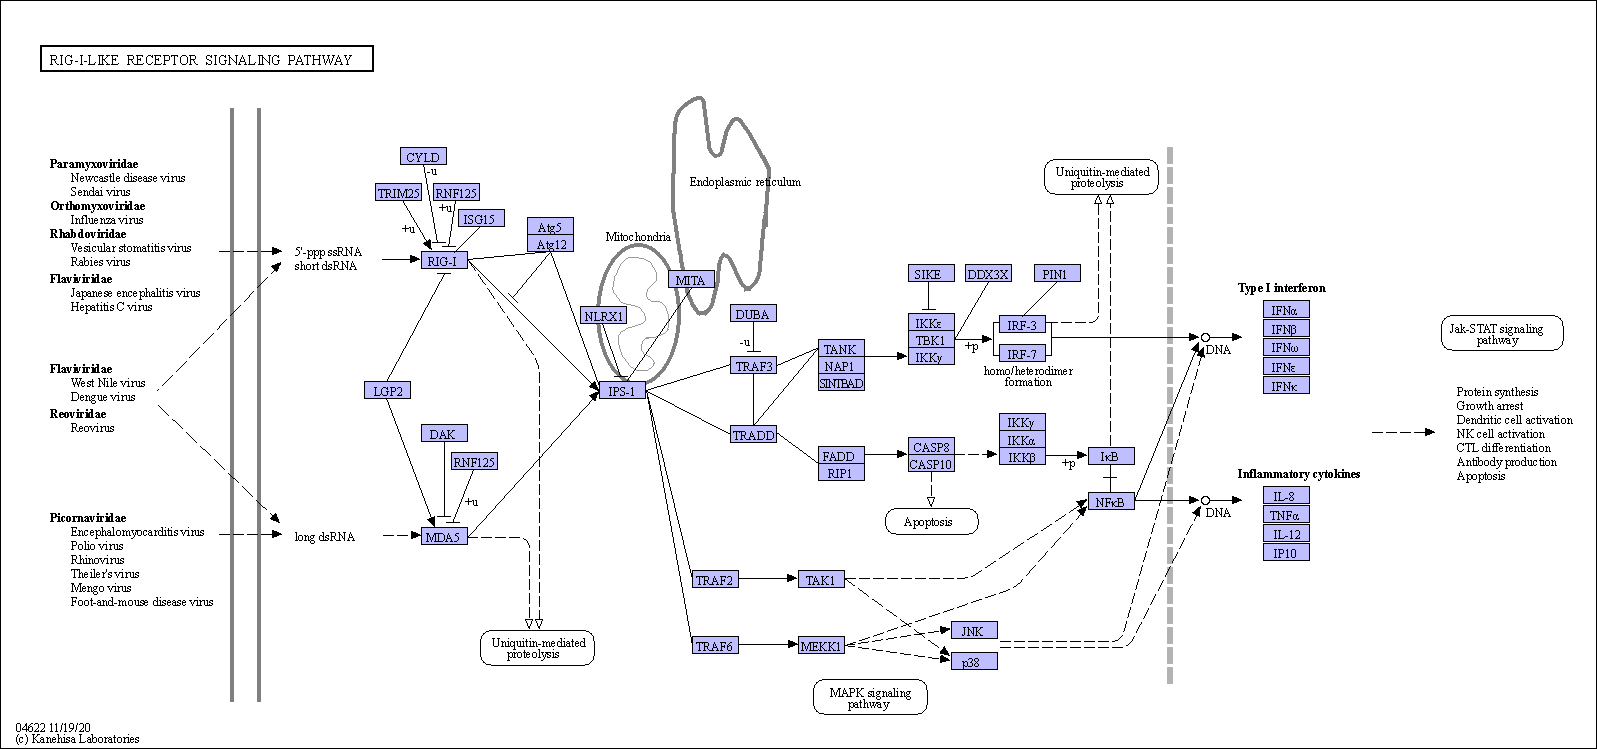 RIG-I-LIKE RECEPTOR SIGNALING PATHWAY
Paramyxoviridae
Newcastle disease virus
Sendai virus
Orthomyxoviridae
Influenza virus
Rhabdoviridae
Vesicular stomatitis virus
Rabies virus
Flaviviridae
Japanese encephalitis virus
Hepatitis C virus
Flaviviridae
West Nile virus
Dengue virus
Reoviridae
Reovirus
Picornaviridae
Encephalomyocarditis virus
Polio virus
Rhinovirus
Theiler's virus
Mengo virus
Foot-and-mouse disease virus
5'-ppp ssRNA
short dsRNA
long dsRNA
CYLD
-u
TRIM25
RNF125
+u
+u
ISG15
RIG-I
Atg5
Atg12
LGP2
DAK
RNF125
+u
MDA5
Uniquitin-mediated
proteolysis
Mitochondria
Endoplasmic reticulum
MITA
NLRX1
IPS-1
DUBA
-u
TRAF3
TRADD
TANK
NAP1
SINTBAD
FADD
RIP1
TRAF2
TAK1
TRAF6
MEKK1
JNK
p38
MAPK signaling
pathway
SIKE
DDX3X
PIN1
IKKε
TBK1
IKKγ
+p
IRF-3
IRF-7
homo/heterodimer
formation
CASP8
CASP10
Apoptosis
IKKγ
IKKα
IKKβ
+p
IκB
NFκB
Uniquitin-mediated
proteolysis
DNA
DNA
Type I interferon
IFNα
IFNβ
IFNω
IFNε
IFNκ
Inflammatory cytokines
IL-8
TNFα
IL-12
IP10
Jak-STAT signaling
pathway
Protein synthesis
Growth arrest
Dendritic cell activation
NK cell activation
CTL differentiation
Antibody production
Apoptosis
04622 11/19/20
(c) Kanehisa Laboratories